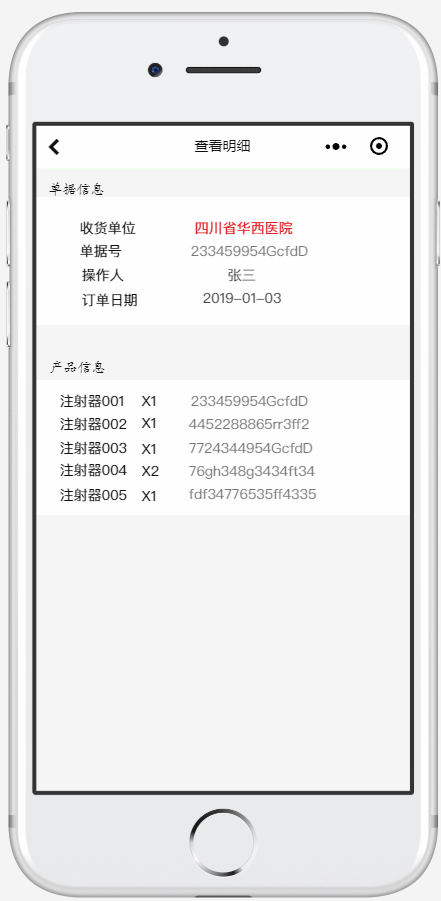 查看明细
单据信息
收货单位 四川省华西医院
单据号 233459954GcfdD
操作人 张三
订单日期 2019-01-03
产品信息
注射器001 X1 233459954GcfdD
注射器002 X1 4452288865rr3ff2
注射器003 X1 7724344954GcfdD
注射器004 X2 76gh348g3434ft34
注射器005 X1 fdf34776535ff4335